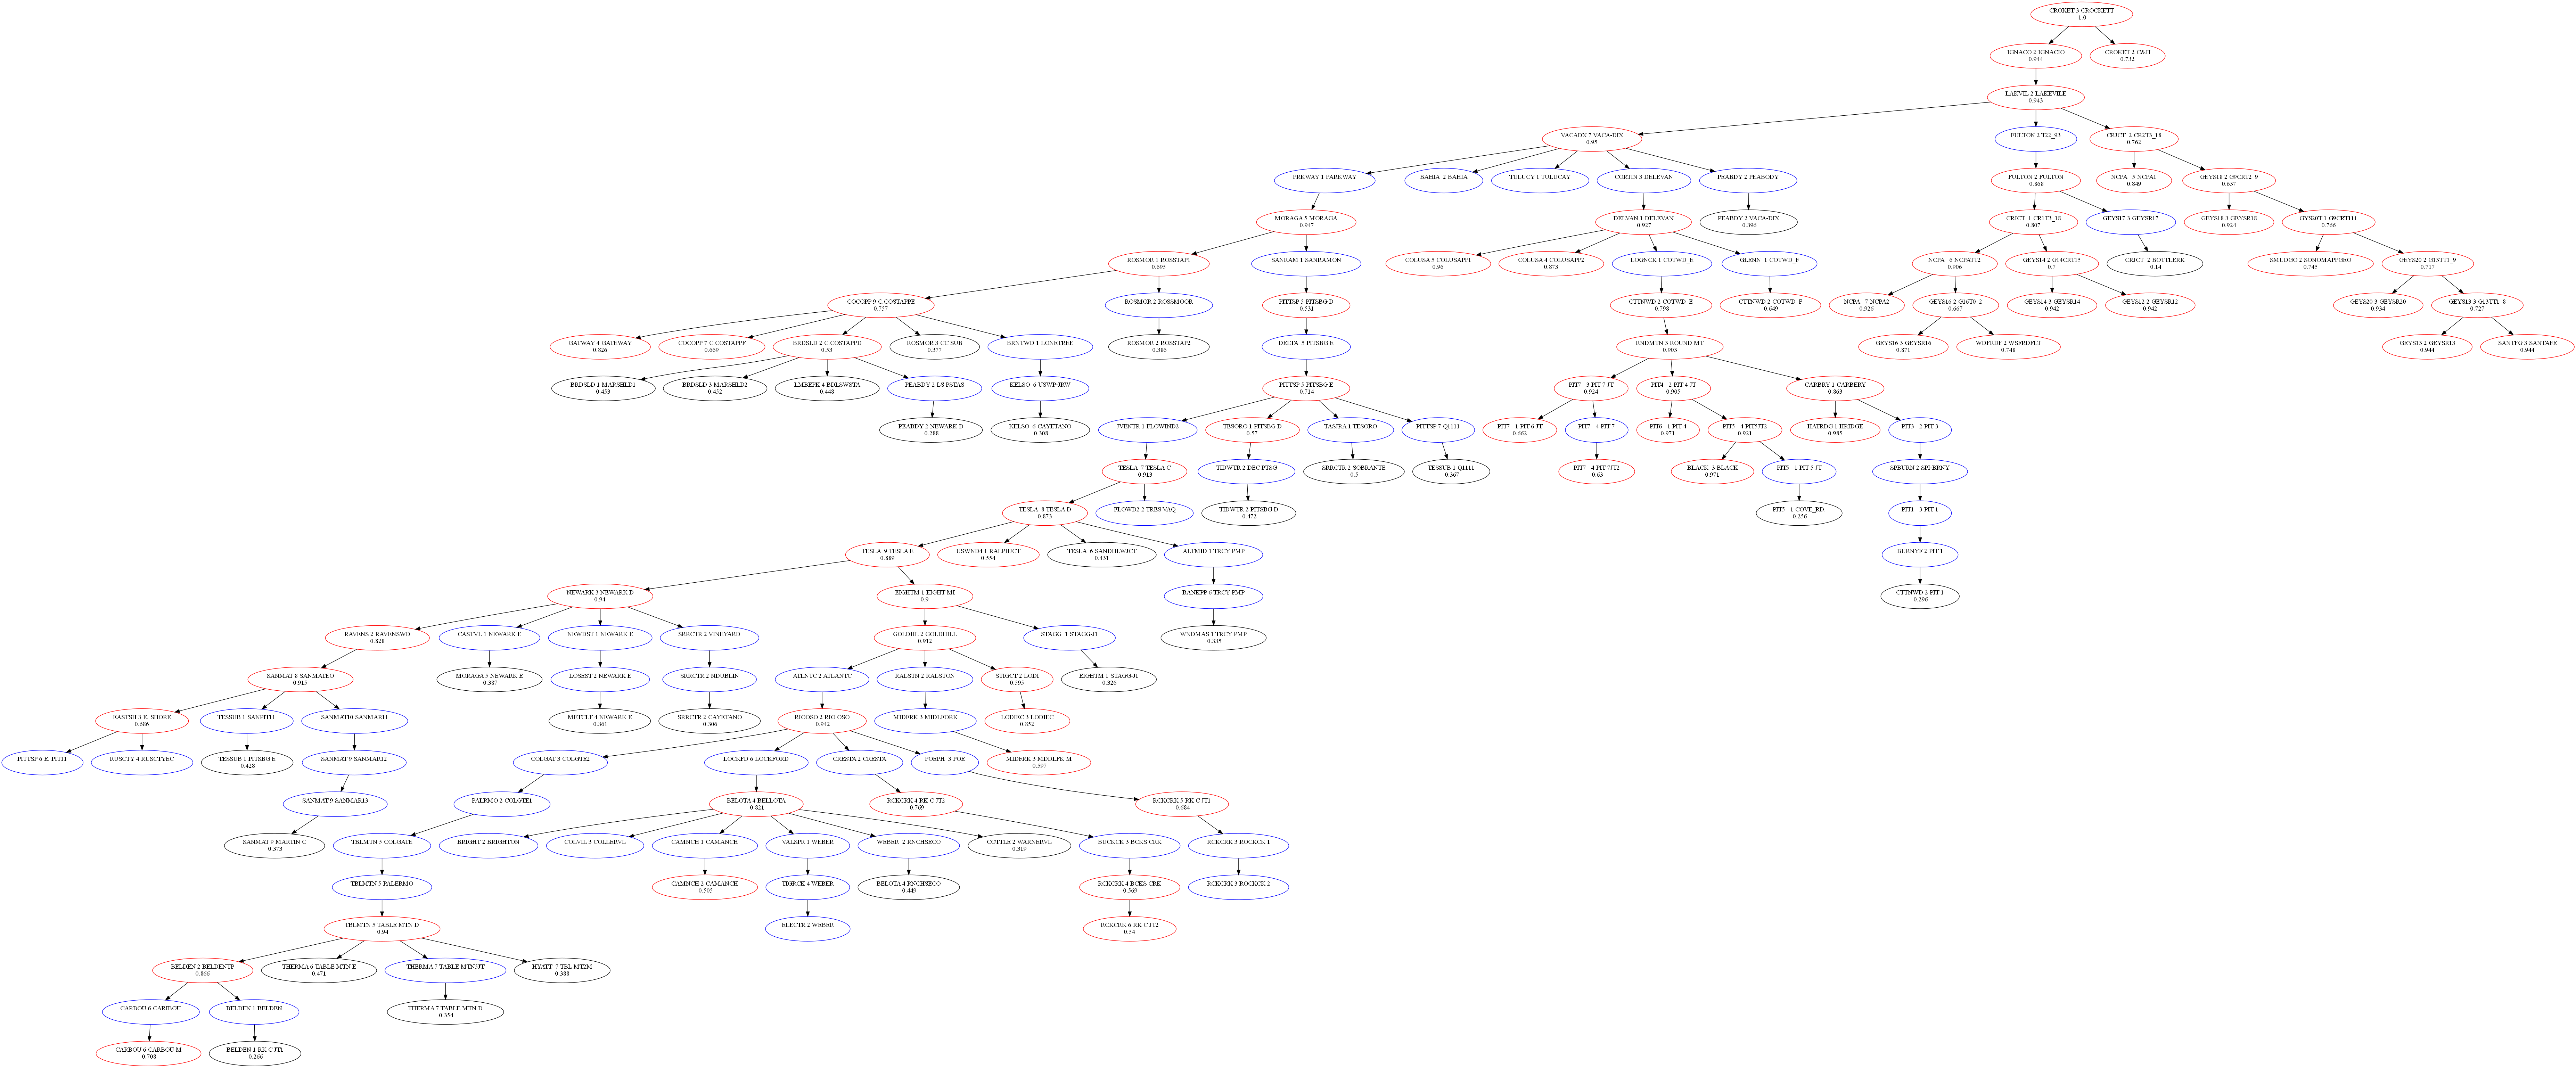 CROKET 3 CROCKETT
1.0
IGNACO 2 IGNACIO
0.944
CROKET 2 C&H
0.732
LAKVIL 2 LAKEVILE
0.943
VACADX 7 VACA-DIX
0.95
FULTON 2 T22_93
CRJCT 2 CR2T3_18
0.762
PRKWAY 1 PARKWAY
BAHIA 2 BAHIA
TULUCY 1 TULUCAY
CORTIN 3 DELEVAN
PEABDY 2 PEABODY
FULTON 2 FULTON
0.868
NCPA 5 NCPA1
0.849
GEYS18 2 G9CRT2_9
0.637
MORAGA 5 MORAGA
0.947
DELVAN 1 DELEVAN
0.927
PEABDY 2 VACA-DIX
0.396
CRJCT 1 CR1T3_18
0.807
GEYS17 3 GEYSR17
GEYS18 3 GEYSR18
0.924
GYS20T 1 G9CRT111
0.766
ROSMOR 1 ROSSTAP1
0.695
SANRAM 1 SANRAMON
COLUSA 5 COLUSAPP1
0.96
COLUSA 4 COLUSAPP2
0.873
LOGNCK 1 COTWD_E
GLENN 1 COTWD_F
NCPA 6 NCPATT2
0.906
GEYS14 2 G14CRT15
0.7
CRJCT 2 BOTTLERK
0.14
SMUDGO 2 SONOMAPPGEO
0.745
GEYS20 2 G13TT1_9
0.717
COCOPP 9 C.COSTAPPE
0.757
ROSMOR 2 ROSSMOOR
PITTSP 5 PITSBG D
0.531
CTTNWD 2 COTWD_E
0.798
CTTNWD 2 COTWD_F
0.649
NCPA 7 NCPA2
0.926
GEYS16 2 G16T0_2
0.667
GEYS14 3 GEYSR14
0.942
GEYS12 2 GEYSR12
0.942
GEYS20 3 GEYSR20
0.934
GEYS13 3 G13TT1_8
0.727
GATWAY 4 GATEWAY
0.826
COCOPP 7 C.COSTAPPF
0.669
BRDSLD 2 C.COSTAPPD
0.53
ROSMOR 3 CC SUB
0.377
BRNTWD 1 LONETREE
ROSMOR 2 ROSSTAP2
0.386
DELTA 5 PITSBG E
RNDMTN 3 ROUND MT
0.903
GEYS16 3 GEYSR16
0.871
WDFRDF 2 WSFRDFLT
0.748
GEYS13 2 GEYSR13
0.944
SANTFG 3 SANTAFE
0.944
BRDSLD 1 MARSHLD1
0.453
BRDSLD 3 MARSHLD2
0.452
LMBEPK 4 BDLSWSTA
0.448
PEABDY 2 LS PSTAS
KELSO 6 USWP-JRW
PITTSP 5 PITSBG E
0.714
PIT7 3 PIT 7 JT
0.924
PIT4 2 PIT 4 JT
0.905
CARBRY 1 CARBERY
0.863
PEABDY 2 NEWARK D
0.288
KELSO 6 CAYETANO
0.308
JVENTR 1 FLOWIND2
TESORO 1 PITSBG D
0.57
TASJRA 1 TESORO
PITTSP 7 Q1111
PIT7 1 PIT 6 JT
0.662
PIT7 4 PIT 7
PIT6 1 PIT 4
0.971
PIT5 4 PIT5JT2
0.921
HATRDG 1 HRIDGE
0.985
PIT3 2 PIT 3
TESLA 7 TESLA C
0.913
TIDWTR 2 DEC PTSG
SRRCTR 2 SOBRANTE
0.5
TESSUB 1 Q1111
0.367
PIT7 4 PIT 7JT2
0.63
BLACK 3 BLACK
0.971
PIT5 1 PIT 5 JT
SPBURN 2 SPI-BRNY
TESLA 8 TESLA D
0.873
FLOWD2 2 TRES VAQ
TIDWTR 2 PITSBG D
0.472
PIT5 1 COVE_RD.
0.256
PIT1 3 PIT 1
TESLA 9 TESLA E
0.889
USWND4 1 RALPHJCT
0.554
TESLA 6 SANDHLWJCT
0.431
ALTMID 1 TRCY PMP
BURNYF 2 PIT 1
NEWARK 3 NEWARK D
0.94
EIGHTM 1 EIGHT MI
0.9
BANKPP 6 TRCY PMP
CTTNWD 2 PIT 1
0.296
RAVENS 2 RAVENSWD
0.828
CASTVL 1 NEWARK E
NEWDST 1 NEWARK E
SRRCTR 2 VINEYARD
GOLDHL 2 GOLDHILL
0.912
STAGG 1 STAGG-J1
WNDMAS 1 TRCY PMP
0.335
SANMAT 8 SANMATEO
0.915
MORAGA 5 NEWARK E
0.387
LOSEST 2 NEWARK E
SRRCTR 2 NDUBLIN
ATLNTC 2 ATLANTC
RALSTN 2 RALSTON
STIGCT 2 LODI
0.595
EIGHTM 1 STAGG-J1
0.326
EASTSH 3 E. SHORE
0.686
TESSUB 1 SANPIT11
SANMAT10 SANMAR11
METCLF 4 NEWARK E
0.361
SRRCTR 2 CAYETANO
0.306
RIOOSO 2 RIO OSO
0.942
MIDFRK 3 MIDLFORK
LODIEC 3 LODIEC
0.852
PITTSP 6 E. PIT11
RUSCTY 4 RUSCTYEC
TESSUB 1 PITSBG E
0.428
SANMAT 9 SANMAR12
COLGAT 3 COLGTE2
LOCKFD 6 LOCKFORD
CRESTA 2 CRESTA
POEPH 3 POE
MIDFRK 3 MDDLFK M
0.597
SANMAT 9 SANMAR13
PALRMO 2 COLGTE1
BELOTA 4 BELLOTA
0.821
RCKCRK 4 RK C JT2
0.769
RCKCRK 5 RK C JT1
0.684
SANMAT 9 MARTIN C
0.373
TBLMTN 5 COLGATE
BRIGHT 2 BRIGHTON
COLVIL 3 COLLERVL
CAMNCH 1 CAMANCH
VALSPR 1 WEBER
WEBER 2 RNCHSECO
COTTLE 2 WARNERVL
0.319
BUCKCK 3 BCKS CRK
RCKCRK 3 ROCKCK 1
TBLMTN 5 PALERMO
CAMNCH 2 CAMANCH
0.505
TIGRCK 4 WEBER
BELOTA 4 RNCHSECO
0.449
RCKCRK 4 BCKS CRK
0.569
RCKCRK 3 ROCKCK 2
TBLMTN 5 TABLE MTN D
0.94
ELECTR 2 WEBER
RCKCRK 6 RK C JT2
0.54
BELDEN 2 BELDENTP
0.866
THERMA 6 TABLE MTN E
0.471
THERMA 7 TABLE MTN5JT
HYATT 7 TBL MT2M
0.388
CARBOU 6 CARIBOU
BELDEN 1 BELDEN
THERMA 7 TABLE MTN D
0.354
CARBOU 6 CARBOU M
0.708
BELDEN 1 RK C JT1
0.266